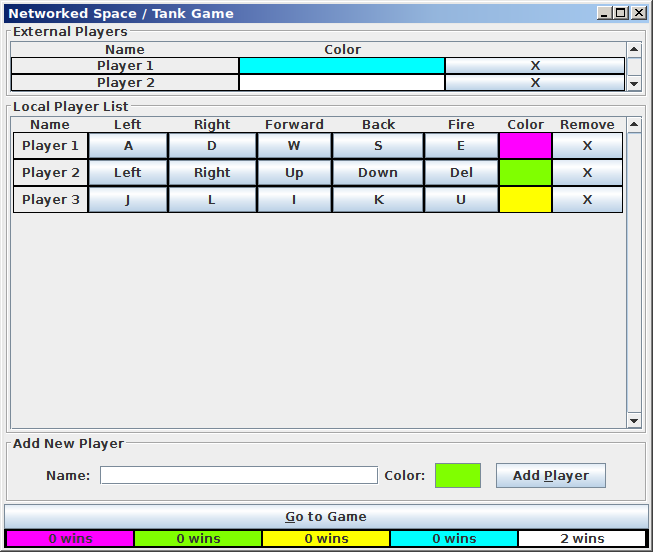 Networked Space / Tank Game
External Players
Name Color
Player 1 X
Player 2 X
Local Player List
Name Left Right Forward Back Fire Color Remove
Player 1 A D W S E X
Player 2 Left Right Up Down Del X
Player 3 J L I K U X
Add New Player
Name: Color: Add Player
Go to Game
0 wins 0 wins 0 wins 0 wins 2 wins